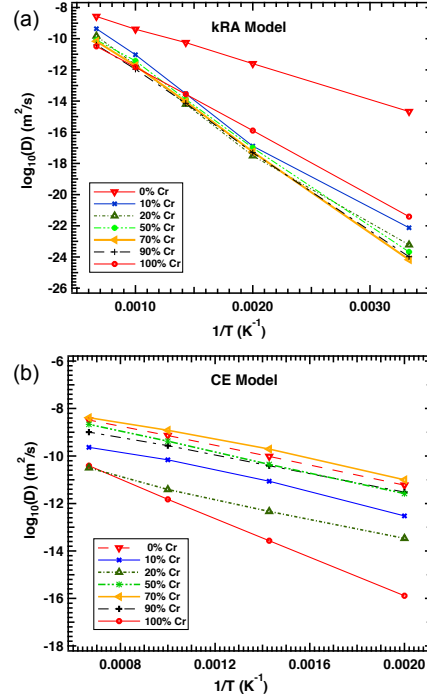 (a)
kRA Model
log10(D) (m²/s)
-8
-10
-12
-14
-16
-18
-20
-22
-24
-26
0% Cr
10% Cr
20% Cr
50% Cr
70% Cr
90% Cr
100% Cr
0.0010
0.0020
0.0030
1/T (K⁻¹)
(b)
CE Model
log10(D) (m²/s)
-6
-8
-10
-12
-14
-16
-18
0% Cr
10% Cr
20% Cr
50% Cr
70% Cr
90% Cr
100% Cr
0.0008
0.0012
0.0016
0.0020
1/T (K⁻¹)